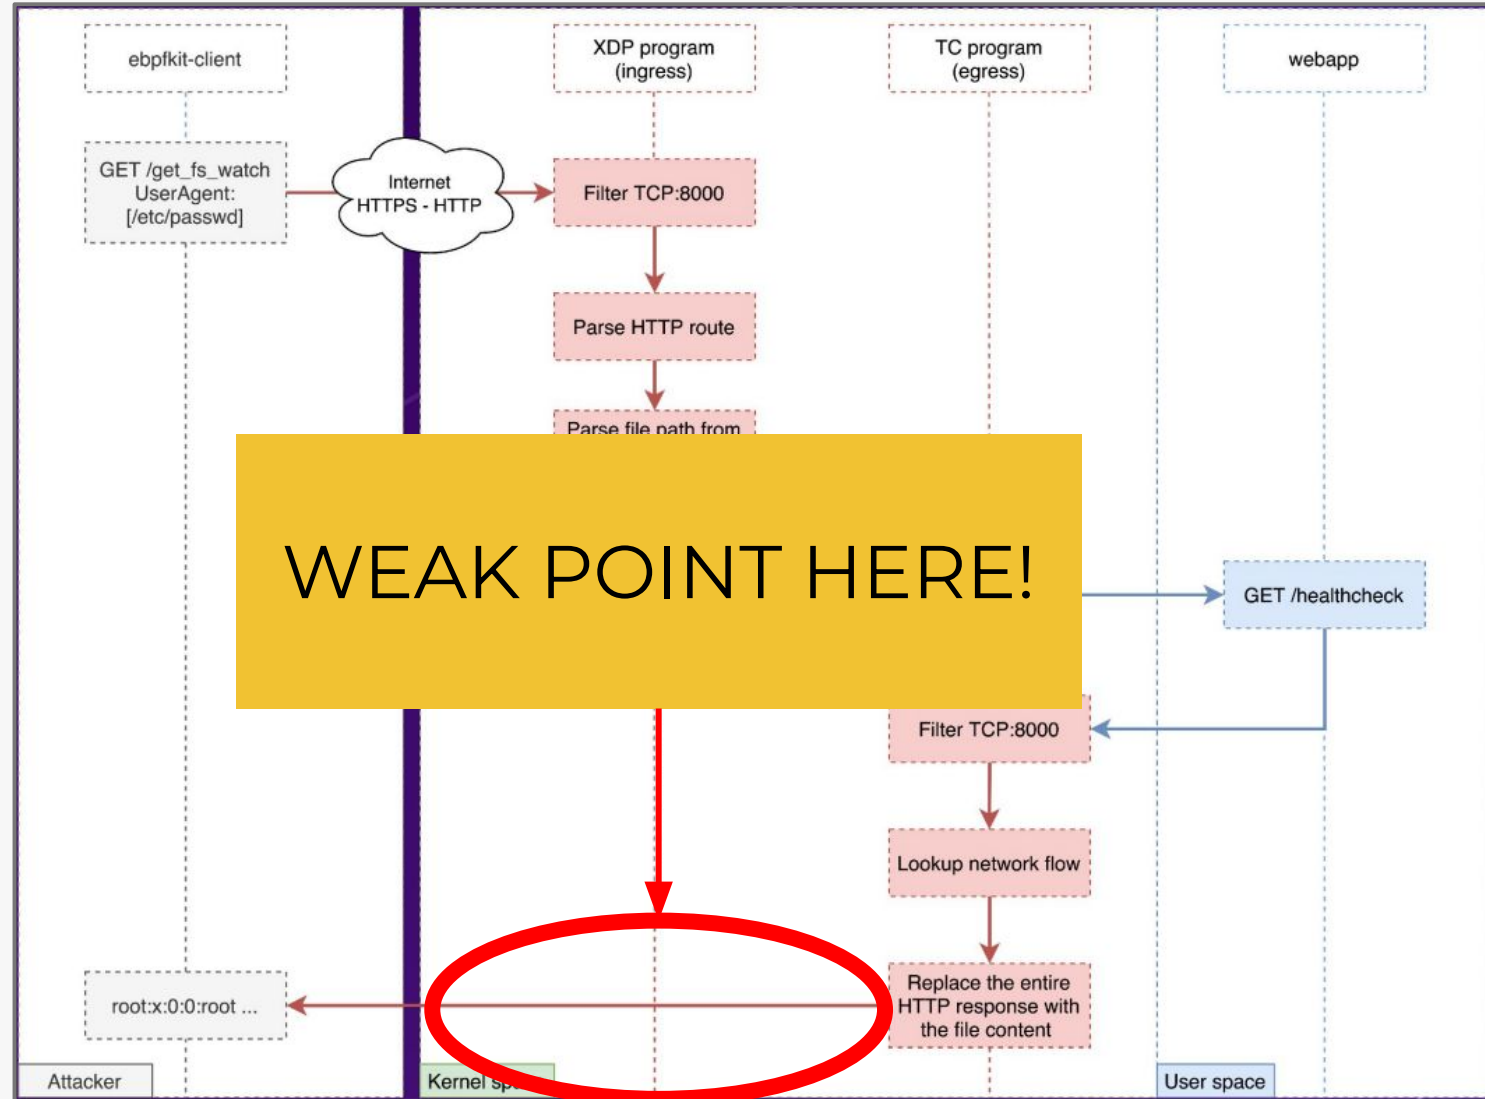 ebpfkit-client
XDP program
(ingress)
TC program
(egress)
webapp
GET /get_fs_watch
UserAgent:
[/etc/passwd]
Internet
HTTPS - HTTP
Filter TCP:8000
Parse HTTP route
Parse file path from
WEAK POINT HERE!
GET /healthcheck
Filter TCP:8000
Lookup network flow
Replace the entire
HTTP response with
the file content
root:x:0:0:root ...
Attacker
Kernel
User space